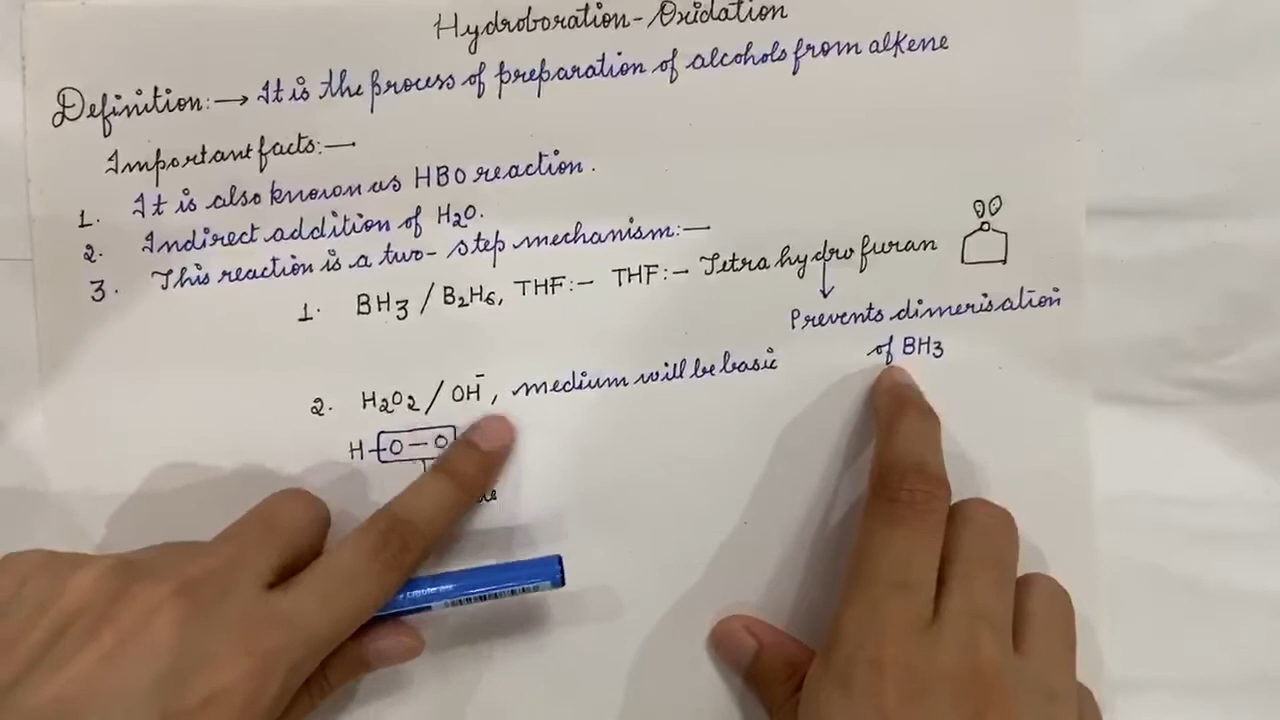 Hydroboration-Oxidation
Definition:→ It is the process of preparation of alcohols from alkene
Important facts:—
1. It is also known as HBO reaction.
2. Indirect addition of H₂O.
3. This reaction is a two-step mechanism:—
1. BH₃ / B₂H₆, THF:- THF:- Tetra hydro furan
Prevents dimerisation
of BH₃
2. H₂O₂ / OH⁻, medium will be basic
H-O-O